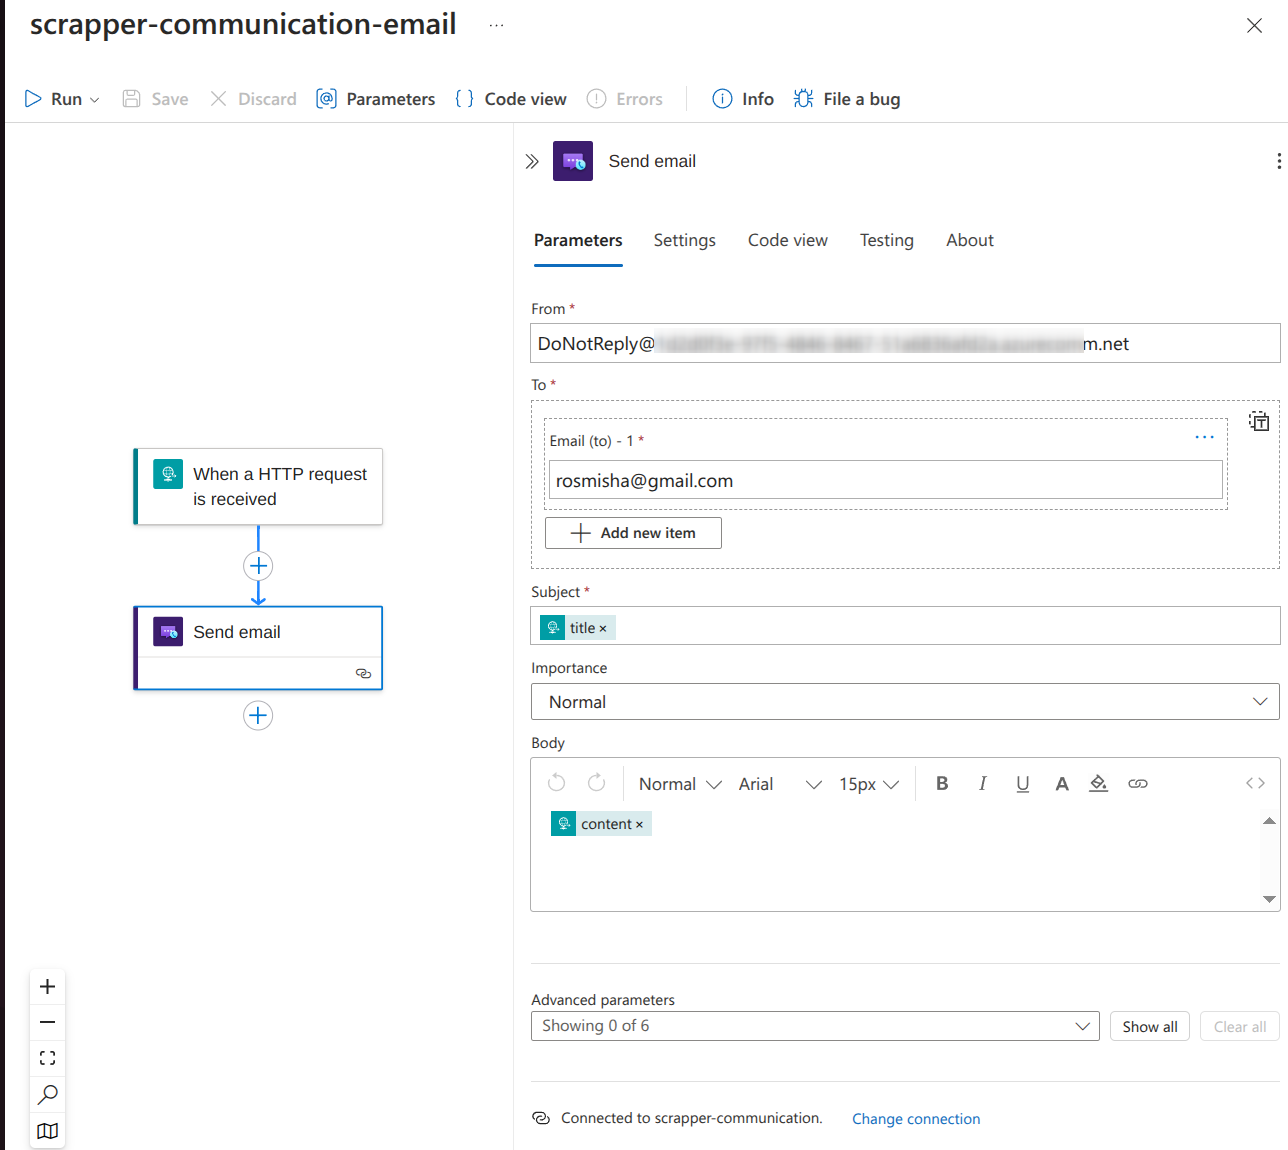 scrapper-communication-email ...
Run Save Discard Parameters Code view Errors Info File a bug
Send email
Parameters Settings Code view Testing About
From *
DoNotReply@ m.net
To *
Email (to) - 1 *
rosmisha@gmail.com
Add new item
Subject *
title ×
Importance
Normal
Body
Normal Arial 15px B I U A
content ×
Advanced parameters
Showing 0 of 6 Show all Clear all
Connected to scrapper-communication. Change connection
When a HTTP request
is received
Send email